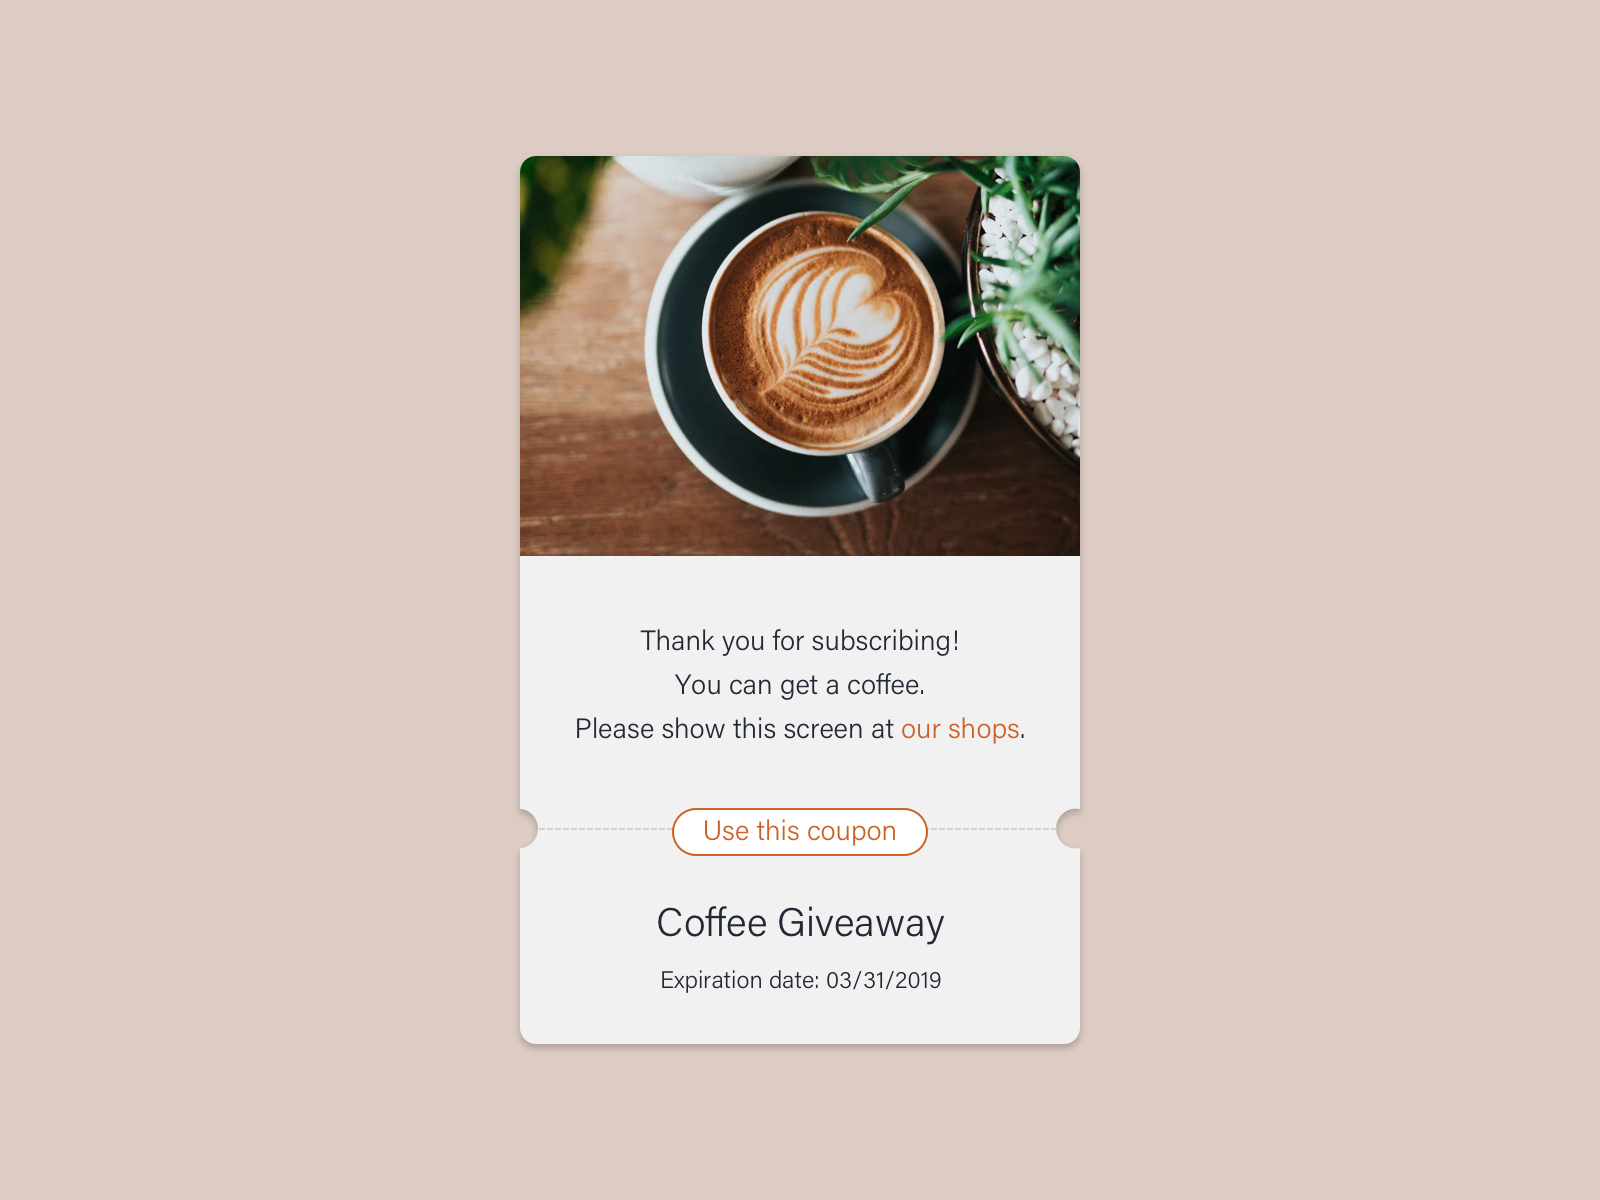 Thank you for subscribing!
You can get a coffee.
Please show this screen at our shops.
Use this coupon
Coffee Giveaway
Expiration date: 03/31/2019